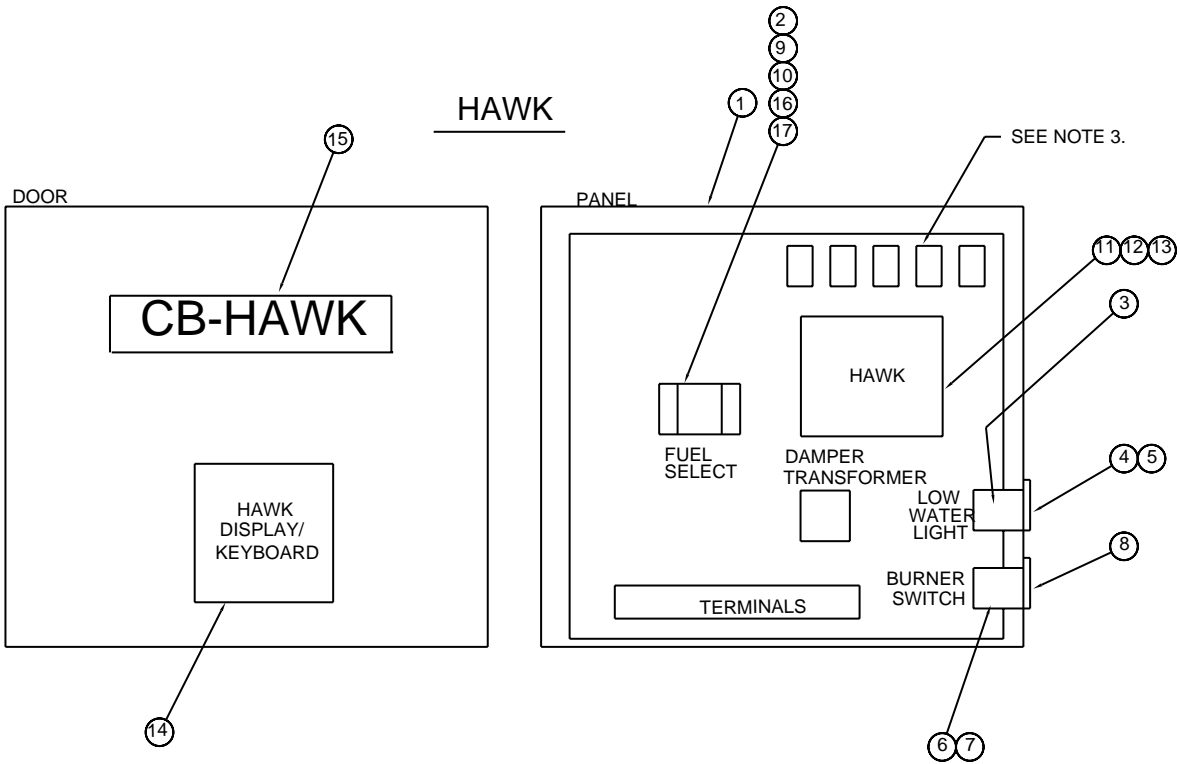 2
9
10
16
17
1
HAWK
15
SEE NOTE 3.
DOOR
PANEL
11 12 13
3
CB-HAWK
HAWK
FUEL
SELECT
DAMPER
TRANSFORMER
4 5
LOW
WATER
LIGHT
HAWK
DISPLAY/
KEYBOARD
8
BURNER
SWITCH
TERMINALS
14
6 7